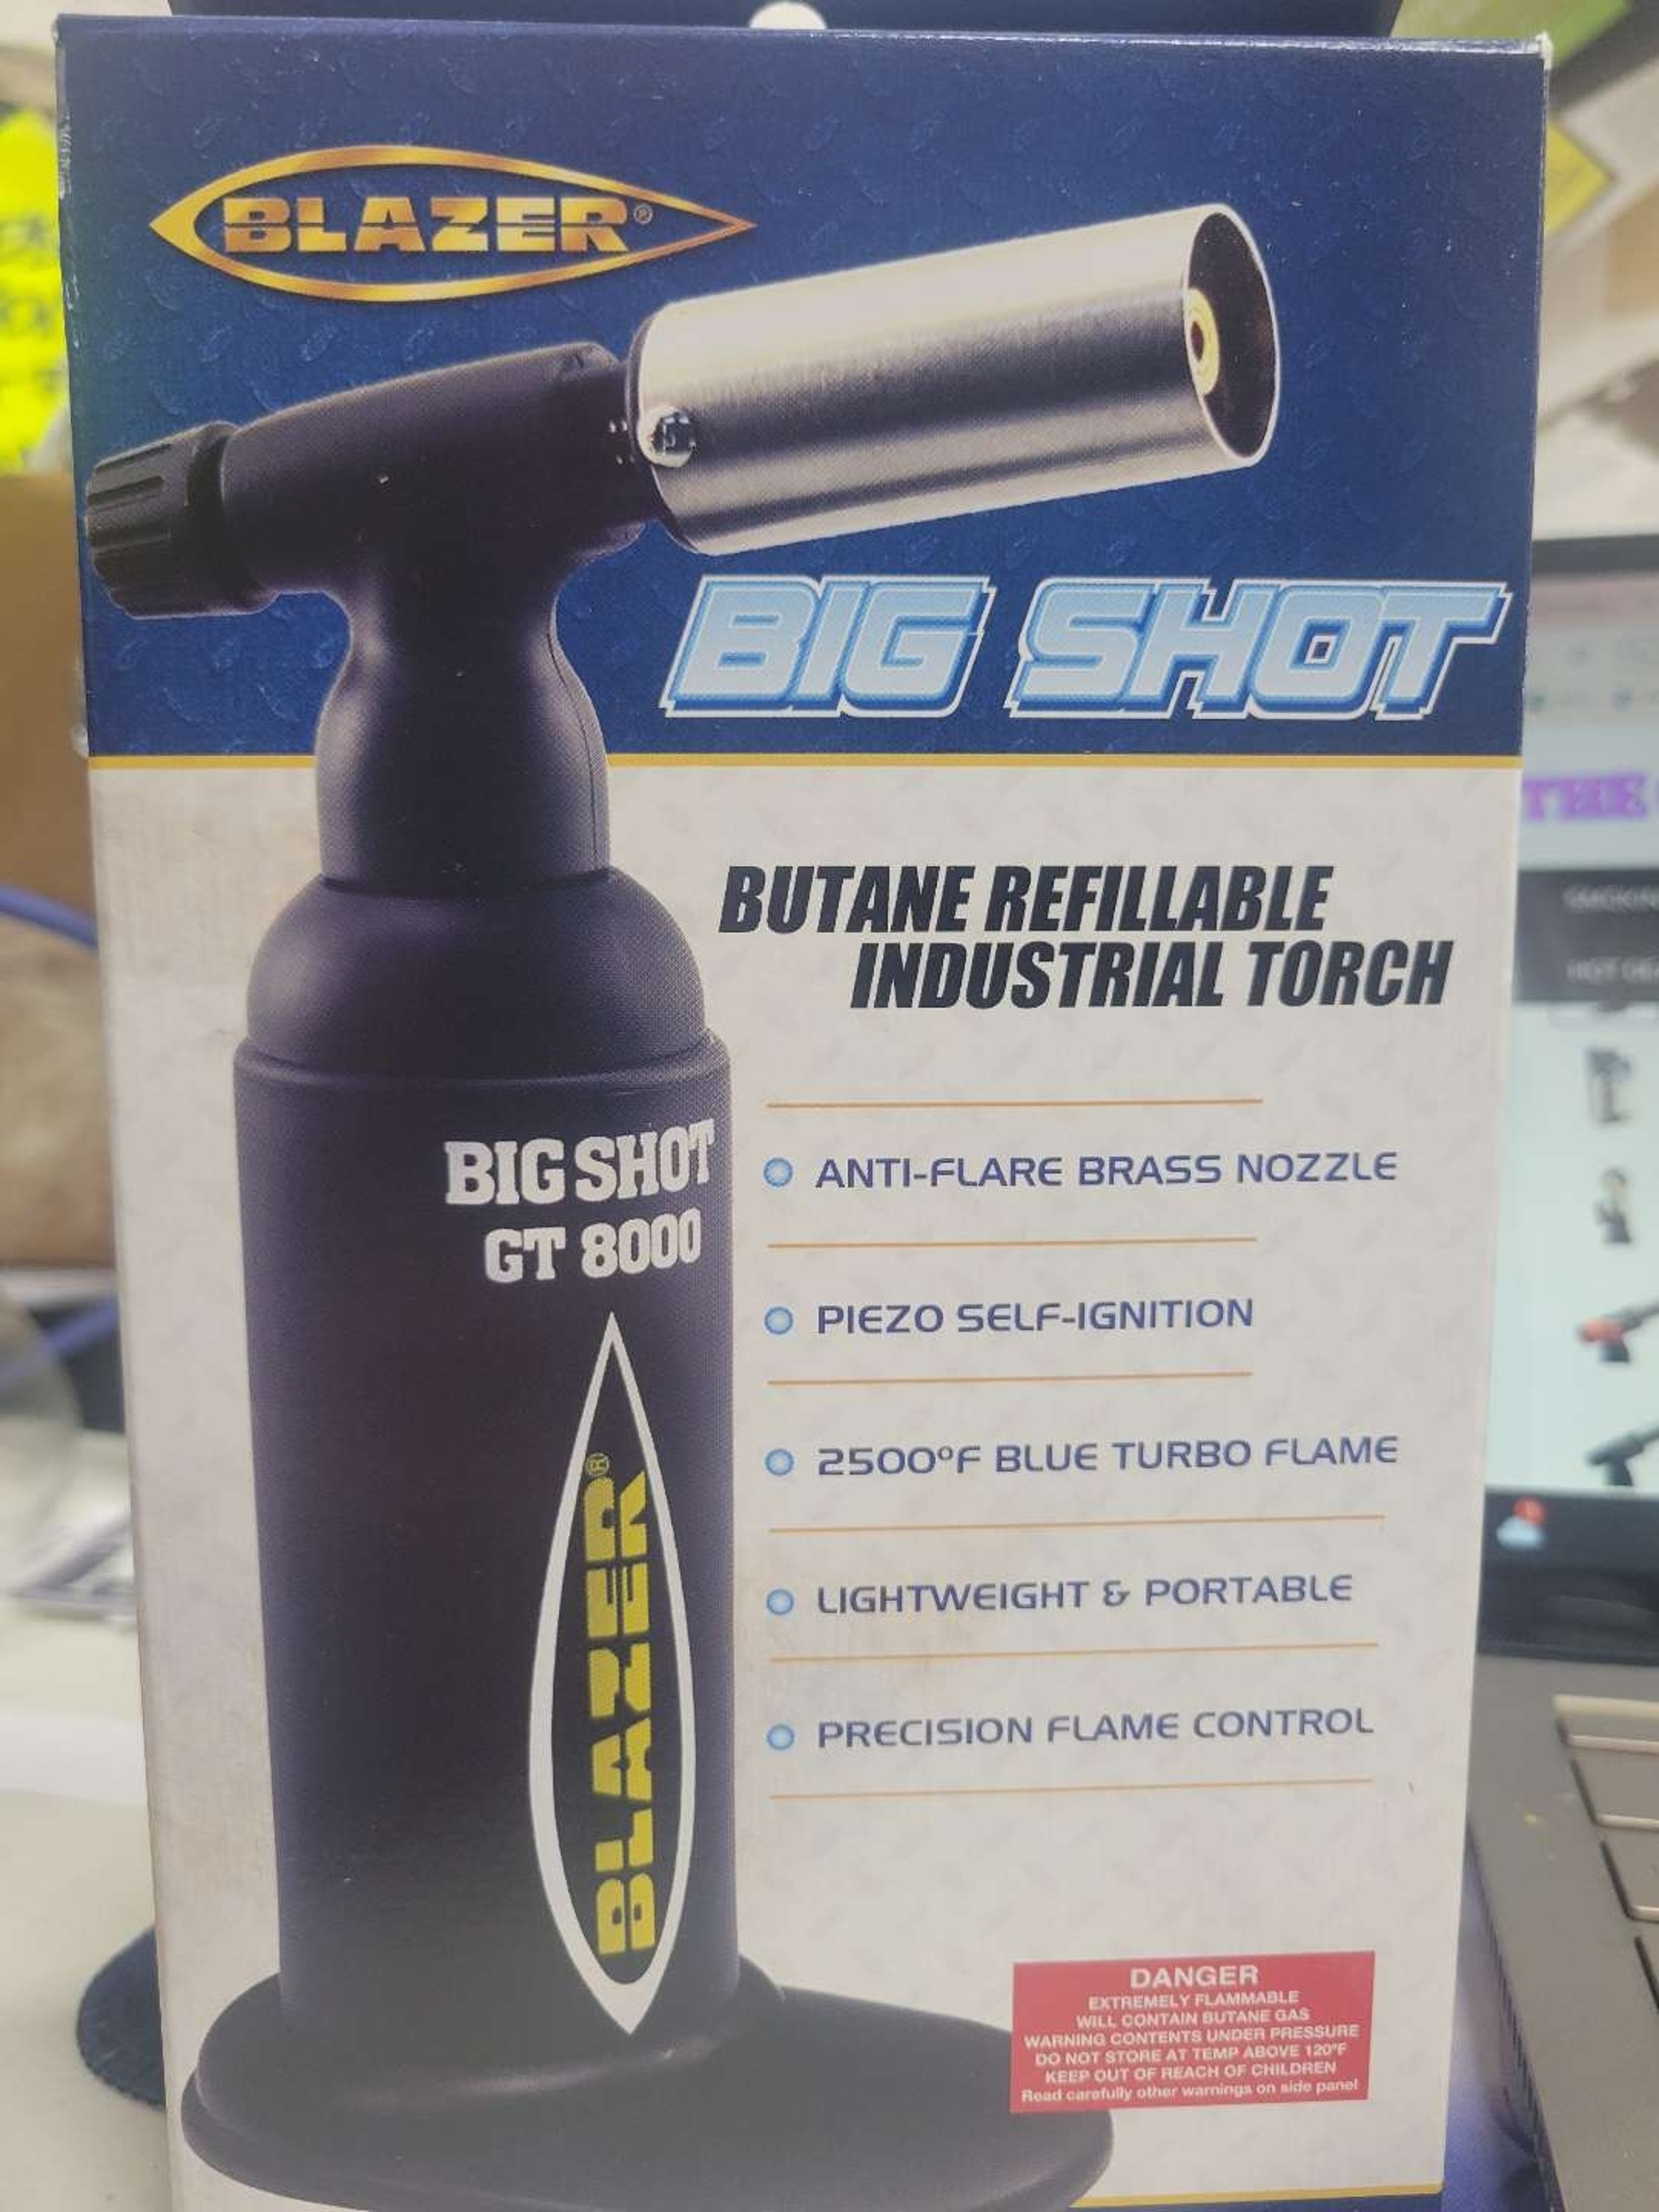 BLAZER®
BIG SHOT
BUTANE REFILLABLE
INDUSTRIAL TORCH
BIG SHOT
GT 8000
BLAZER®
ANTI-FLARE BRASS NOZZLE
PIEZO SELF-IGNITION
2500°F BLUE TURBO FLAME
LIGHTWEIGHT & PORTABLE
PRECISION FLAME CONTROL
DANGER
EXTREMELY FLAMMABLE
WILL CONTAIN BUTANE GAS
WARNING CONTENTS UNDER PRESSURE
DO NOT STORE AT TEMP ABOVE 120°F
KEEP OUT OF REACH OF CHILDREN
Read carefully other warnings on side panel
THE